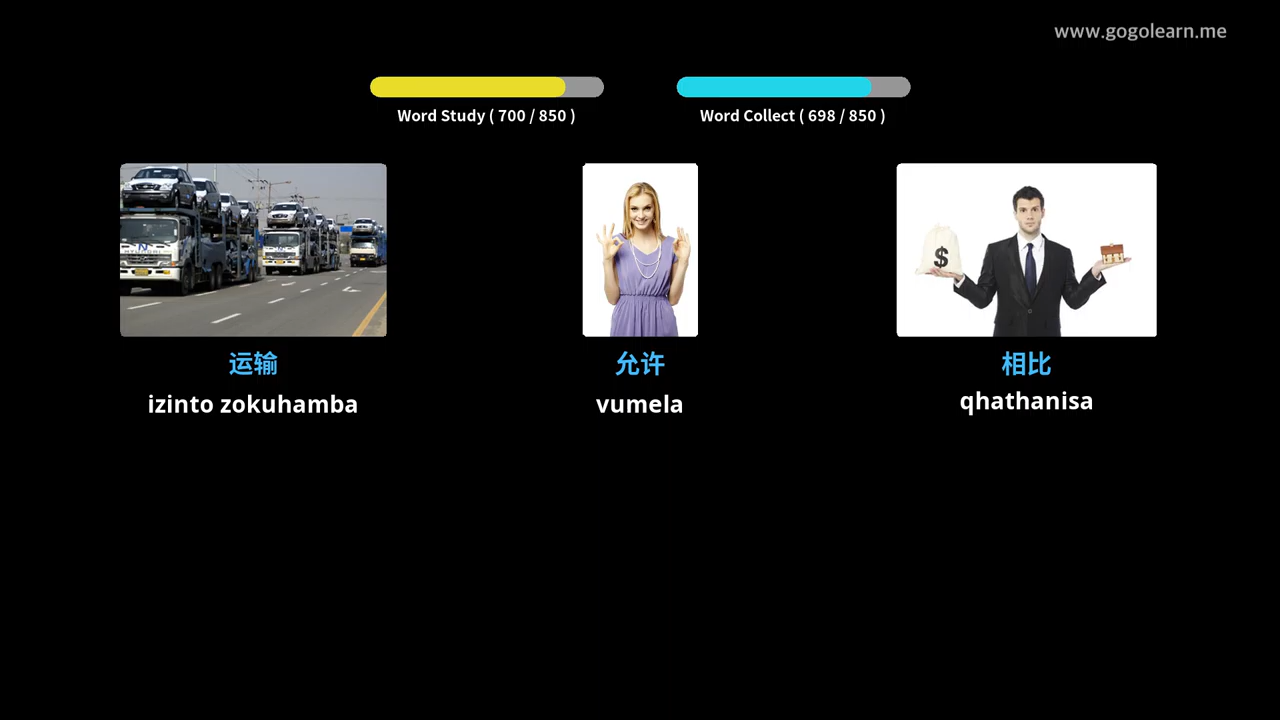 www.gogolearn.me
Word Study ( 700 / 850 )
Word Collect ( 698 / 850 )
运输
允许
相比
izinto zokuhamba
vumela
qhathanisa
$